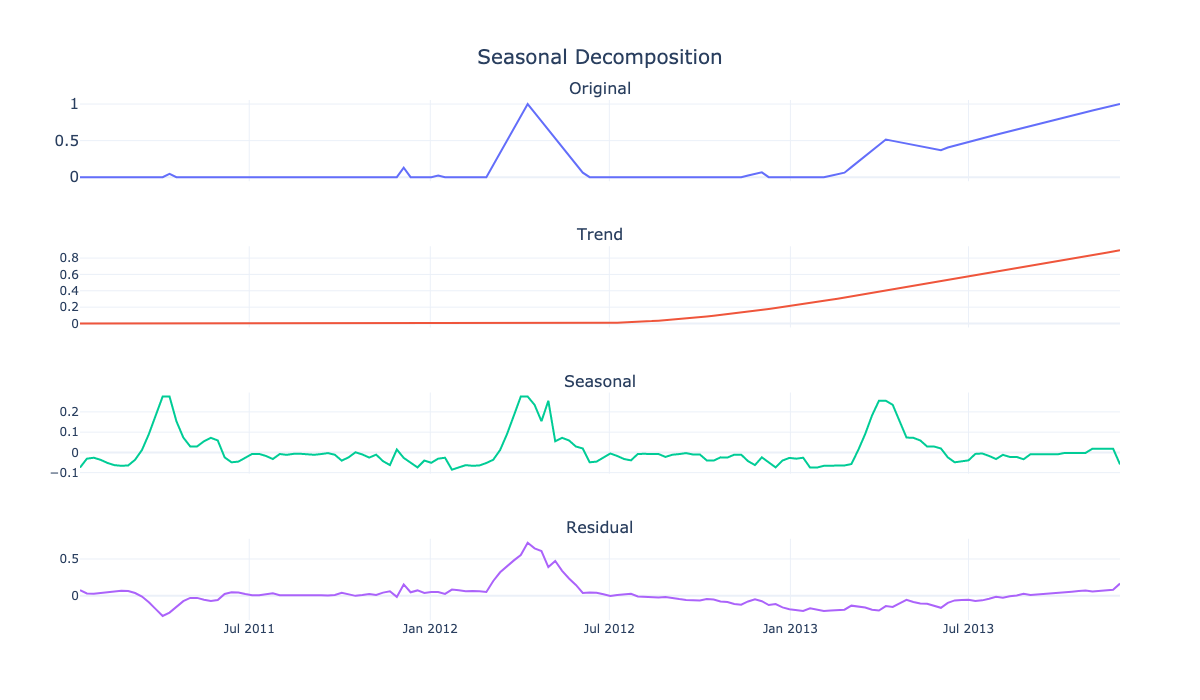 Seasonal Decomposition
Original
1
0.5
0
Trend
0.8
0.6
0.4
0.2
0
Seasonal
0.2
0.1
0
−0.1
Residual
0.5
0
Jul 2011 Jan 2012 Jul 2012 Jan 2013 Jul 2013